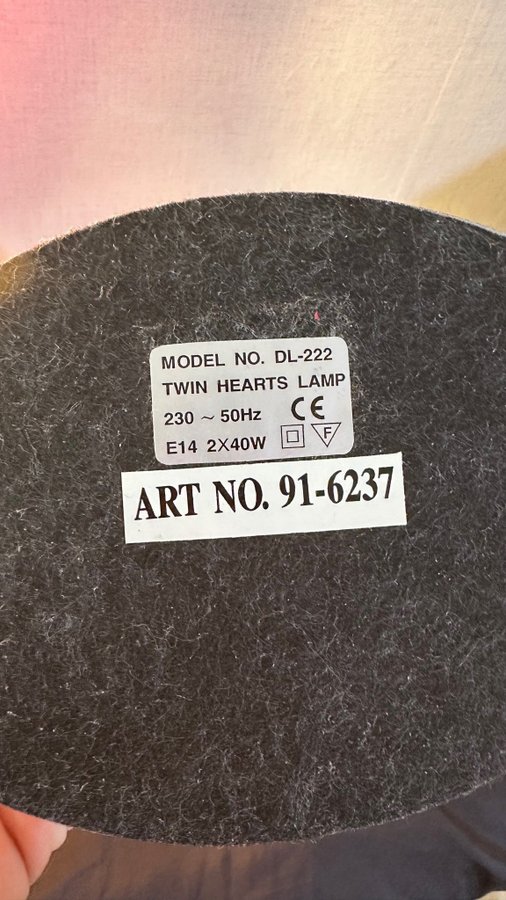 MODEL NO. DL-222
TWIN HEARTS LAMP
230 ~ 50Hz CE
E14 2X40W F
ART NO. 91-6237